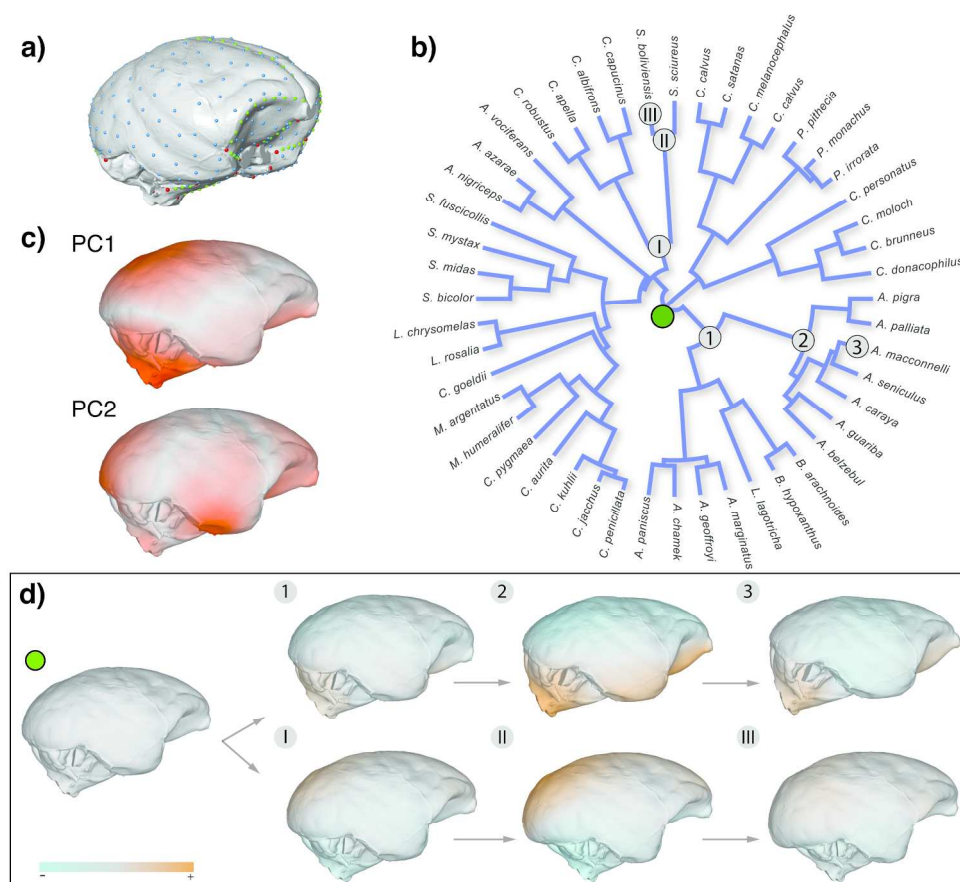 a)
b)
c)
PC1
PC2
S. boliviensis
S. sciurens
C. calvus
C. satanas
C. melanocephalus
C. calvus
P. pithecia
P. monachus
P. irrorata
C. personatus
C. moloch
C. brunneus
C. donacophilus
A. pigra
A. palliata
A. macconnelli
A. seniculus
A. caraya
A. guariba
A. belzebul
B. arachnoides
B. hypoxanthus
L. lagotricha
A. marginatus
A. geoffroyi
A. chamek
A. paniscus
C. penicillata
C. jacchus
C. kuhlii
C. aurita
C. pygmaea
M. humeralifer
M. argentatus
C. goeldii
L. rosalia
L. chrysomelas
S. bicolor
S. midas
S. mystax
S. fuscicollis
A. nigriceps
A. azarae
A. vociferans
C. robustus
C. apella
C. albifrons
C. capucinus
III
II
I
1
2
3
d)
1
2
3
I
II
III
- +